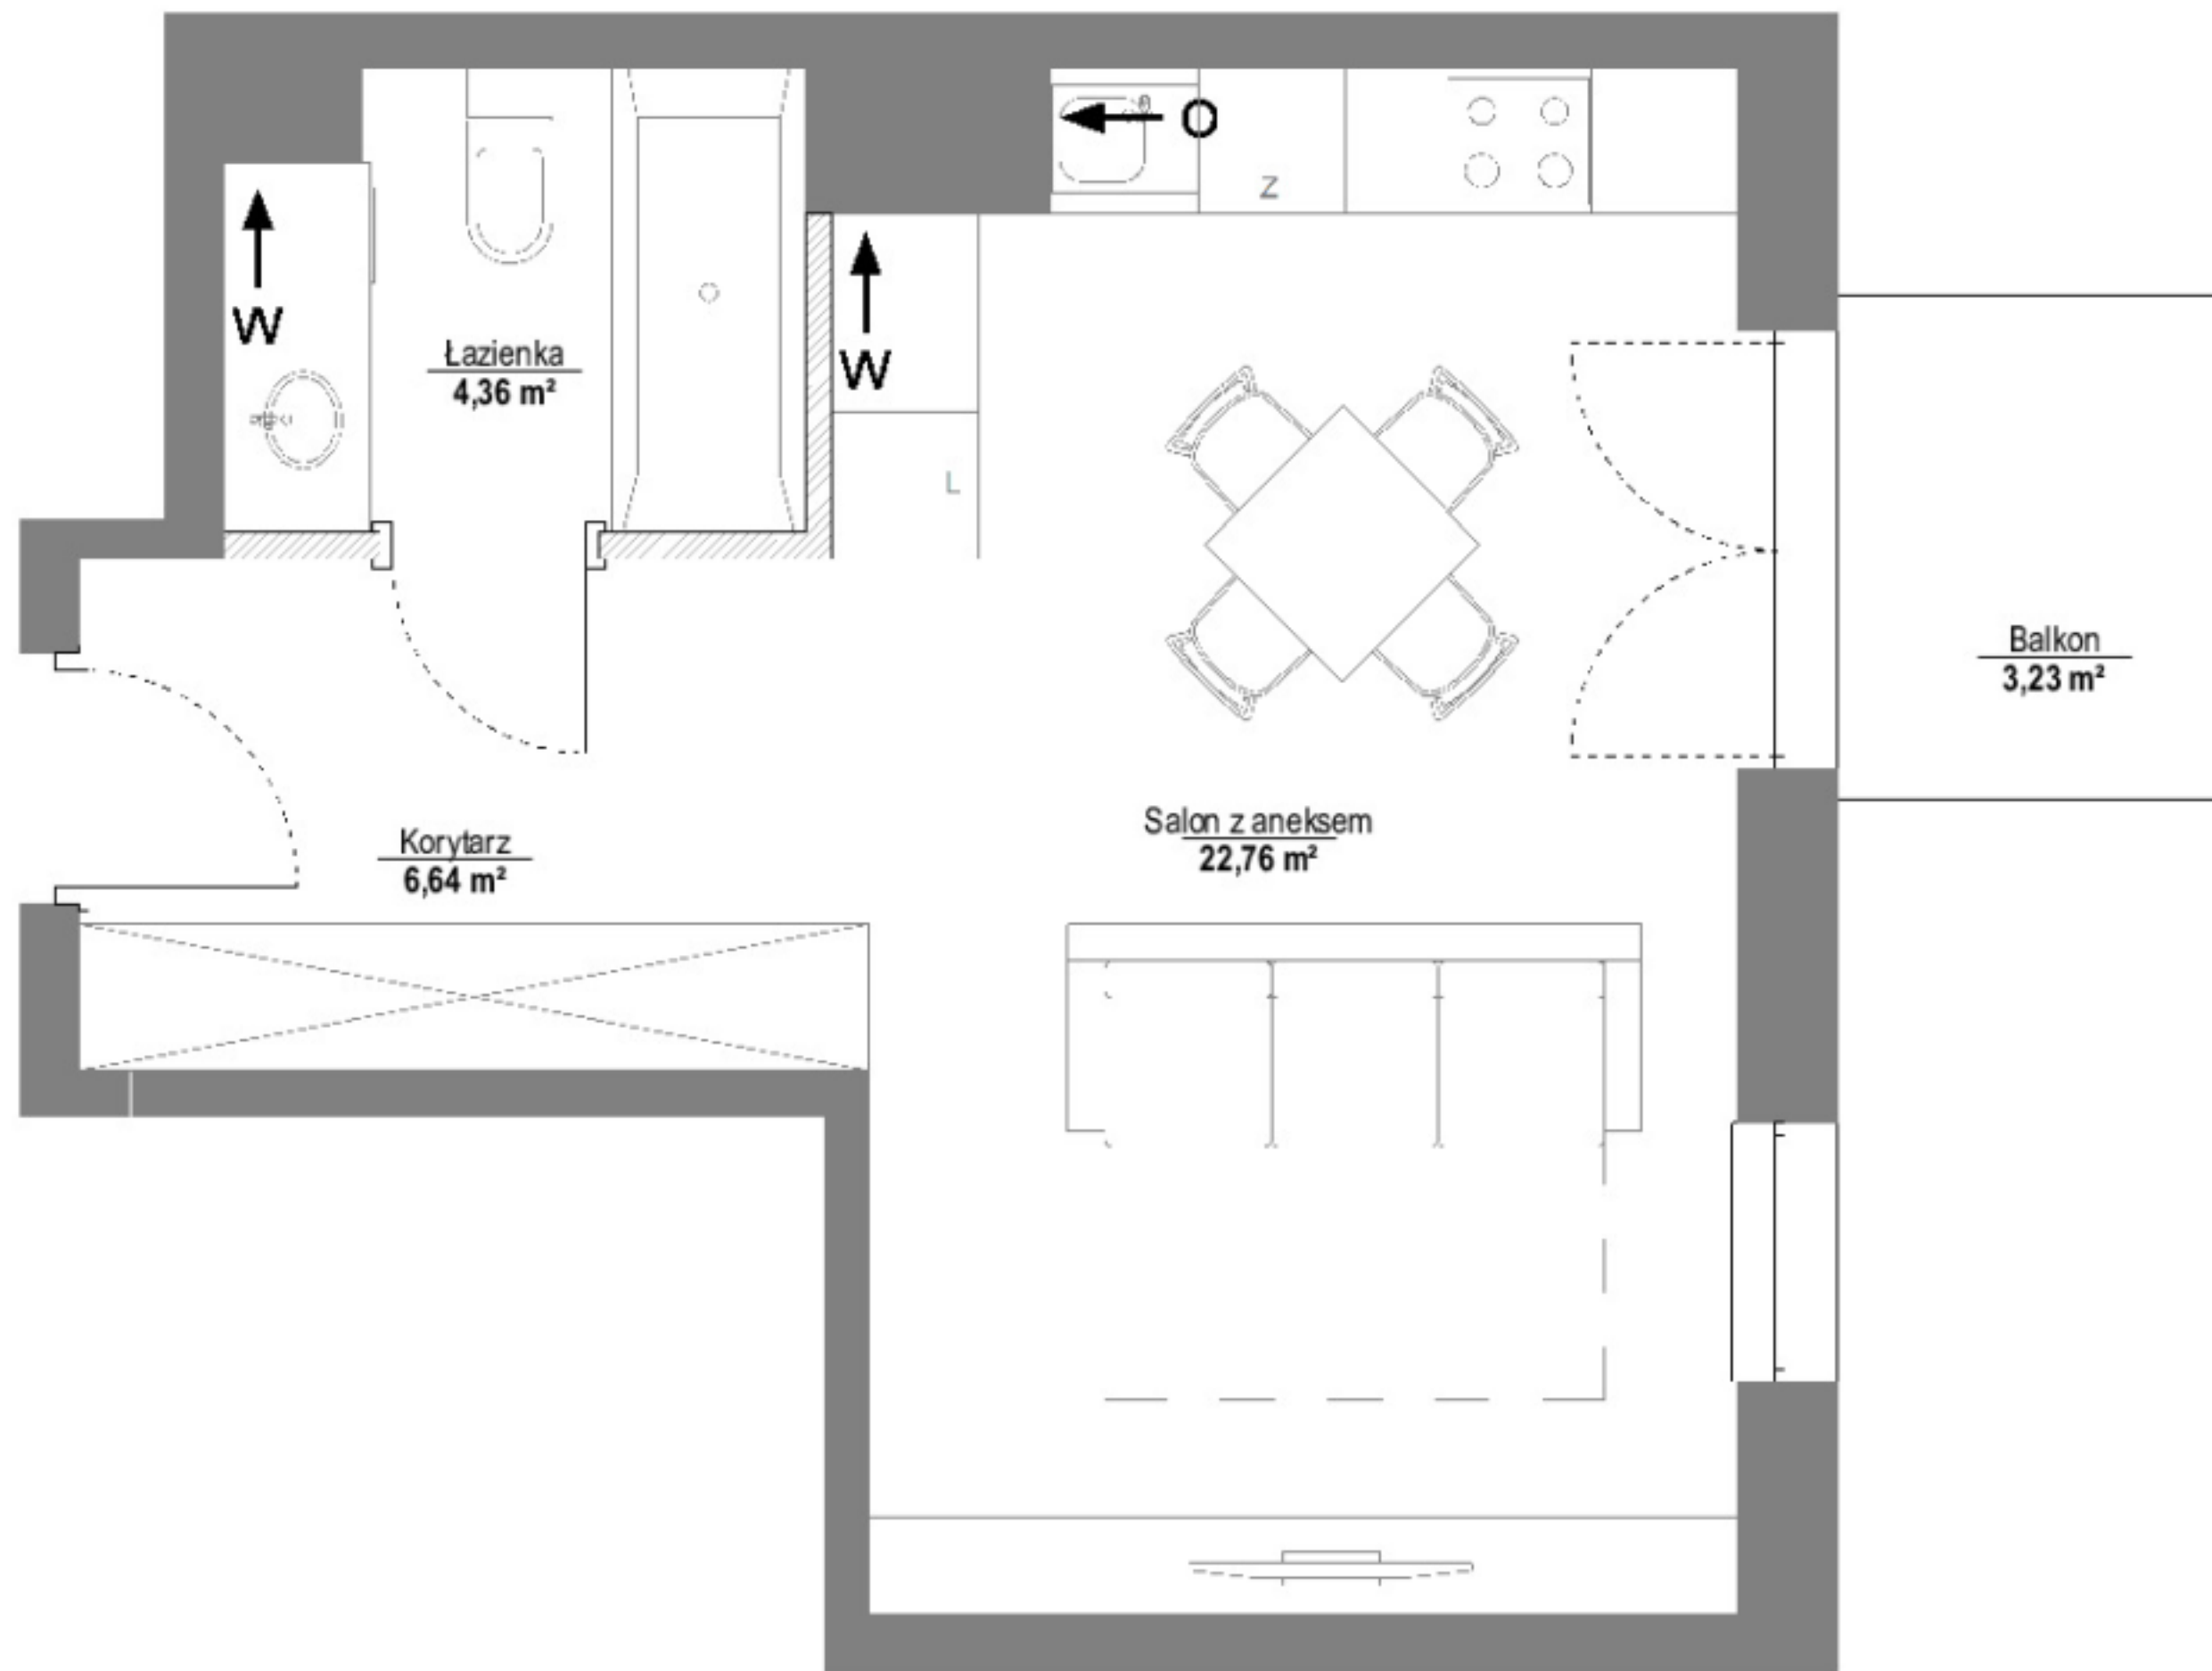 O
Z
W
W
Łazienka
4,36 m²
L
Balkon
3,23 m²
Salon z aneksem
22,76 m²
Korytarz
6,64 m²